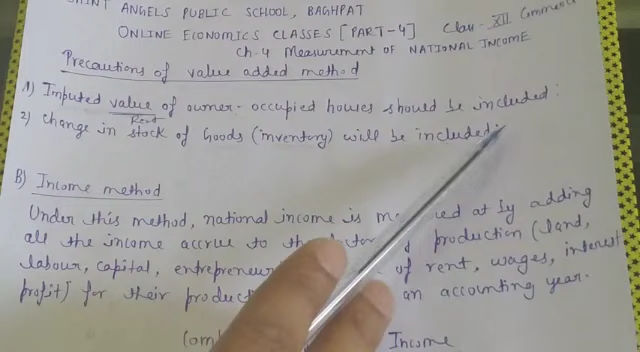 ANGELS PUBLIC SCHOOL, BAGHPAT
ONLINE ECONOMICS CLASSES [PART-4] Class - XII Commerce
Ch-4 Measurement OF NATIONAL INCOME
Precautions of value added method
1) Imputed value of owner-occupied houses should be included.
Rent
2) Change in stock of Goods (inventory) will be included.
B) Income method
Under this method, national income is at by adding
all the income accrue to the production (land,
labour, capital, of rent, wages, interest
profit) for their an accounting year.
Income